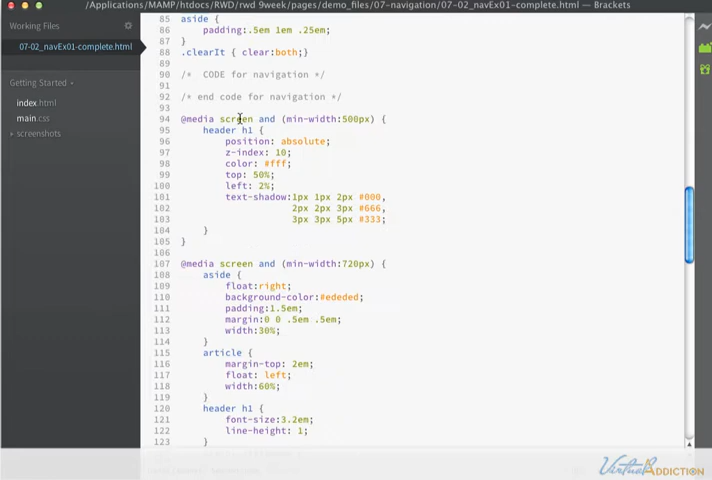 /Applications/MAMP/htdocs/RWD/rwd 9week/pages/demo_files/07-navigation/07-02_navEx01-complete.html — Brackets
Working Files
07-02_navEx01-complete.html
Getting Started
index.html
main.css
screenshots
85 aside {
86 padding:.5em 1em .25em;
87 }
88 .clearIt { clear:both;}
89
90 /*  CODE for navigation */
91
92 /* end code for navigation */
93
94 @media screen and (min-width:500px) {
95 header h1 {
96 position: absolute;
97 z-index: 10;
98 color: #fff;
99 top: 50%;
100 left: 2%;
101 text-shadow:1px 1px 2px #000,
102 2px 2px 3px #666,
103 3px 3px 5px #333;
104 }
105 }
106
107 @media screen and (min-width:720px) {
108 aside {
109 float:right;
110 background-color:#ededed;
111 padding:1.5em;
112 margin:0 0 .5em .5em;
113 width:30%;
114 }
115 article {
116 margin-top: 2em;
117 float: left;
118 width:60%;
119 }
120 header h1 {
121 font-size:3.2em;
122 line-height: 1;
123 }
Virtual ADDICTION